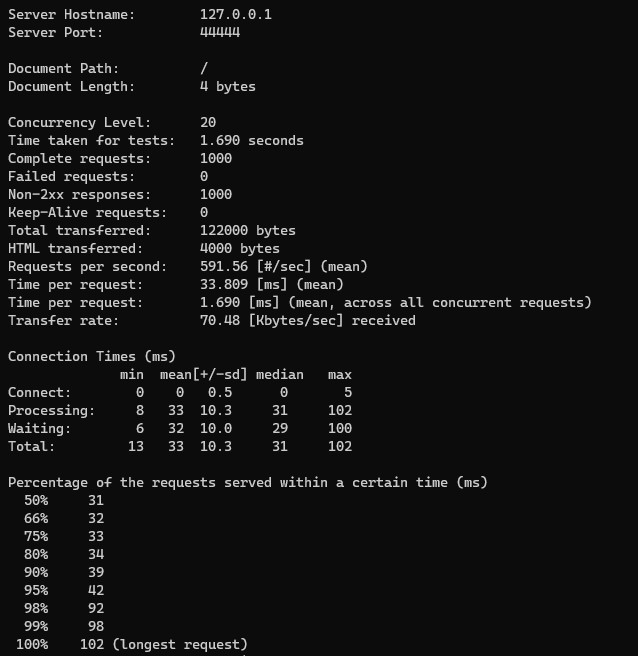 Server Hostname:        127.0.0.1
Server Port:            44444

Document Path:          /
Document Length:        4 bytes

Concurrency Level:      20
Time taken for tests:   1.690 seconds
Complete requests:      1000
Failed requests:        0
Non-2xx responses:      1000
Keep-Alive requests:    0
Total transferred:      122000 bytes
HTML transferred:       4000 bytes
Requests per second:    591.56 [#/sec] (mean)
Time per request:       33.809 [ms] (mean)
Time per request:       1.690 [ms] (mean, across all concurrent requests)
Transfer rate:          70.48 [Kbytes/sec] received

Connection Times (ms)
              min  mean[+/-sd] median   max
Connect:        0    0   0.5      0       5
Processing:     8   33  10.3     31     102
Waiting:        6   32  10.0     29     100
Total:         13   33  10.3     31     102

Percentage of the requests served within a certain time (ms)
  50%     31
  66%     32
  75%     33
  80%     34
  90%     39
  95%     42
  98%     92
  99%     98
 100%    102 (longest request)